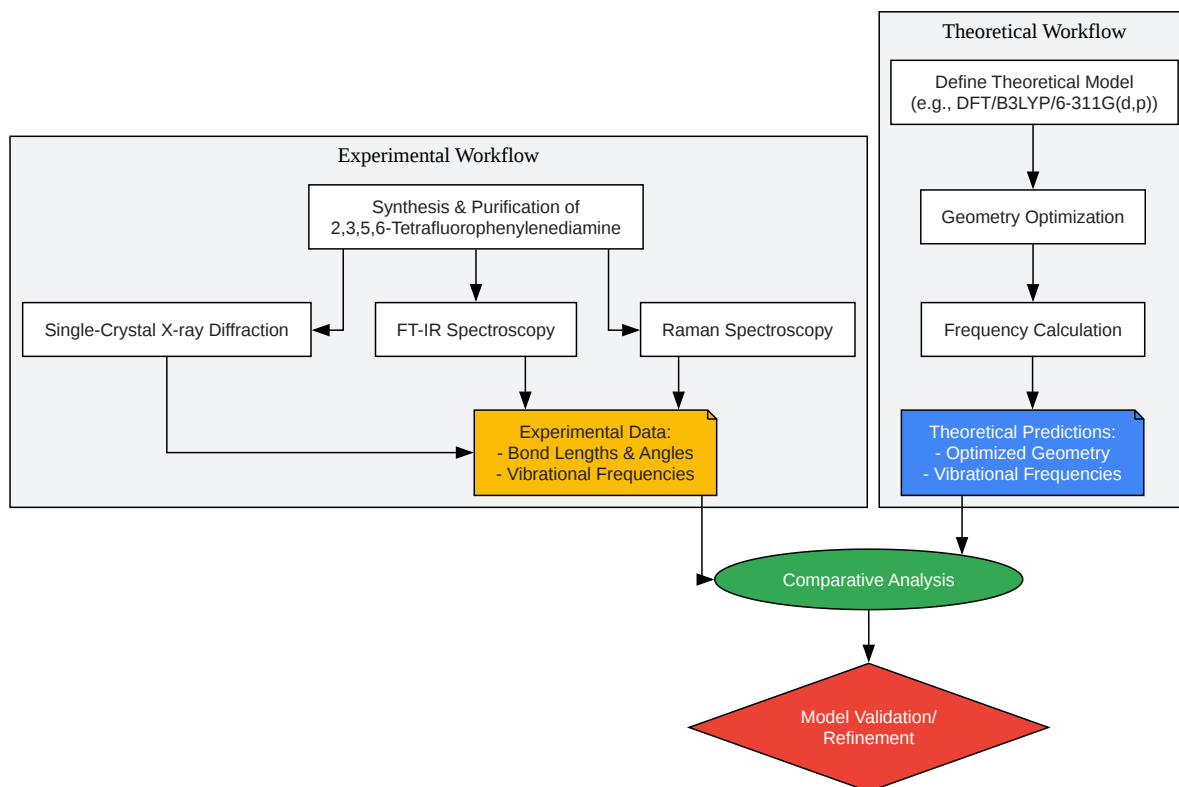 Theoretical Workflow
Define Theoretical Model
(e.g., DFT/B3LYP/6-311G(d,p))
Experimental Workflow
Synthesis & Purification of
2,3,5,6-Tetrafluorophenylenediamine
Geometry Optimization
Single-Crystal X-ray Diffraction
FT-IR Spectroscopy
Raman Spectroscopy
Frequency Calculation
Experimental Data:
- Bond Lengths & Angles
- Vibrational Frequencies
Theoretical Predictions:
- Optimized Geometry
- Vibrational Frequencies
Comparative Analysis
Model Validation/
Refinement